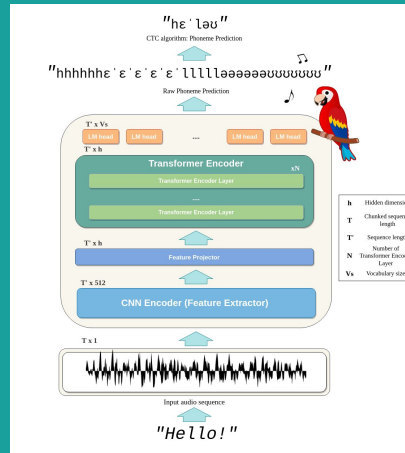 "hɛˈləʊ"
CTC algorithm: Phoneme Prediction
"hhhhhhɛˈɛˈɛˈɛˈɛˈlllllləəəəəəʊʊʊʊʊʊʊ"
Raw Phoneme Prediction
T' x Vs
LM head LM head ... LM head LM head
T' x h
Transformer Encoder
xN
Transformer Encoder Layer
...
Transformer Encoder Layer
T' x h
Feature Projector
T' x 512
CNN Encoder (Feature Extractor)
T x 1
Input audio sequence
"Hello!"
h Hidden dimension
T Chunked sequence length
T' Sequence length
N Number of Transformer Encoder Layer
Vs Vocabulary size